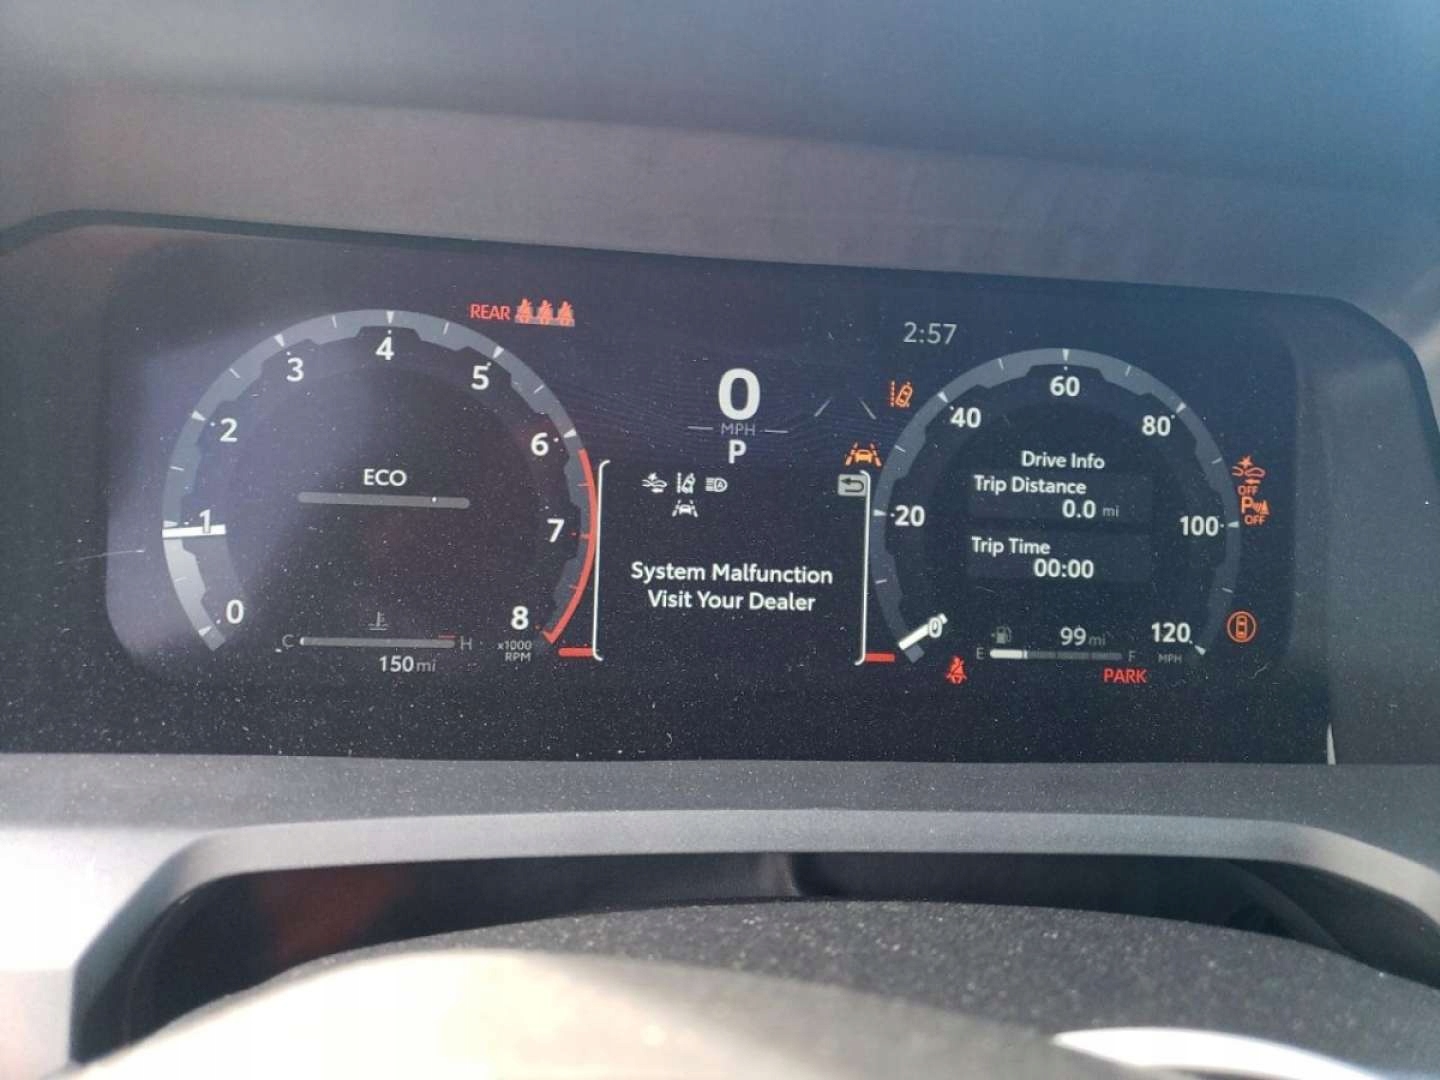 REAR
2:57
0
MPH
P
4
3
5
2
6
1
7
0
8
x1000
RPM
ECO
C
H
150 mi
System Malfunction
Visit Your Dealer
60
40
80
20
100
0
120
MPH
Drive Info
Trip Distance
0.0 mi
Trip Time
00:00
99 mi
E
F
PARK
OFF
P
OFF
A